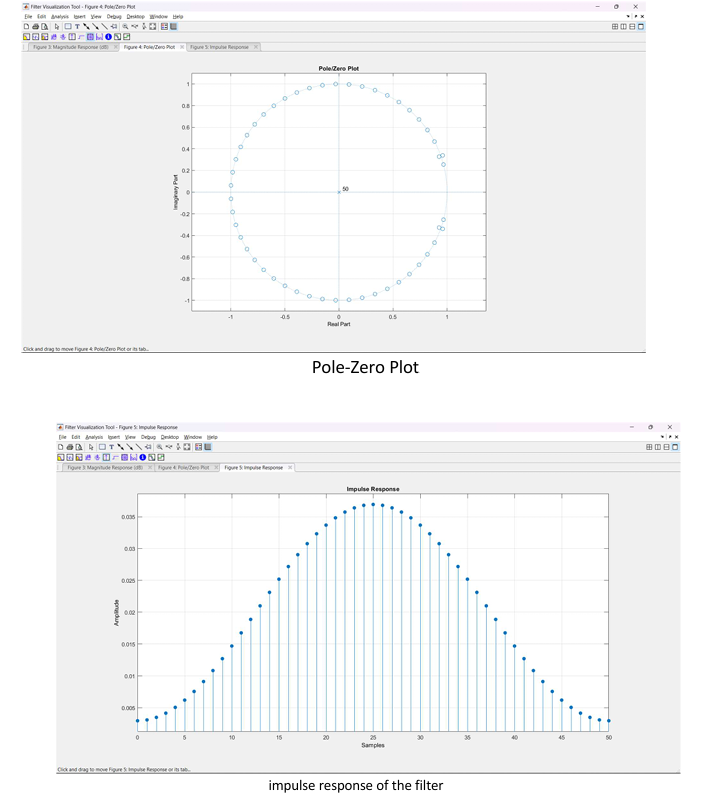 Filter Visualization Tool - Figure 4: Pole/Zero Plot
File Edit Analysis Insert View Debug Desktop Window Help
Figure 3: Magnitude Response (dB) Figure 4: Pole/Zero Plot Figure 5: Impulse Response
Pole/Zero Plot
1
0.8
0.6
0.4
0.2
0
-0.2
-0.4
-0.6
-0.8
-1
Imaginary Part
50
-1 -0.5 0 0.5 1
Real Part
Click and drag to move Figure 4: Pole/Zero Plot or its tab...
Pole-Zero Plot
Filter Visualization Tool - Figure 5: Impulse Response
File Edit Analysis Insert View Debug Desktop Window Help
Figure 3: Magnitude Response (dB) Figure 4: Pole/Zero Plot Figure 5: Impulse Response
Impulse Response
0.035
0.03
0.025
0.02
0.015
0.01
0.005
Amplitude
0 5 10 15 20 25 30 35 40 45 50
Samples
Click and drag to move Figure 5: Impulse Response or its tab...
impulse response of the filter